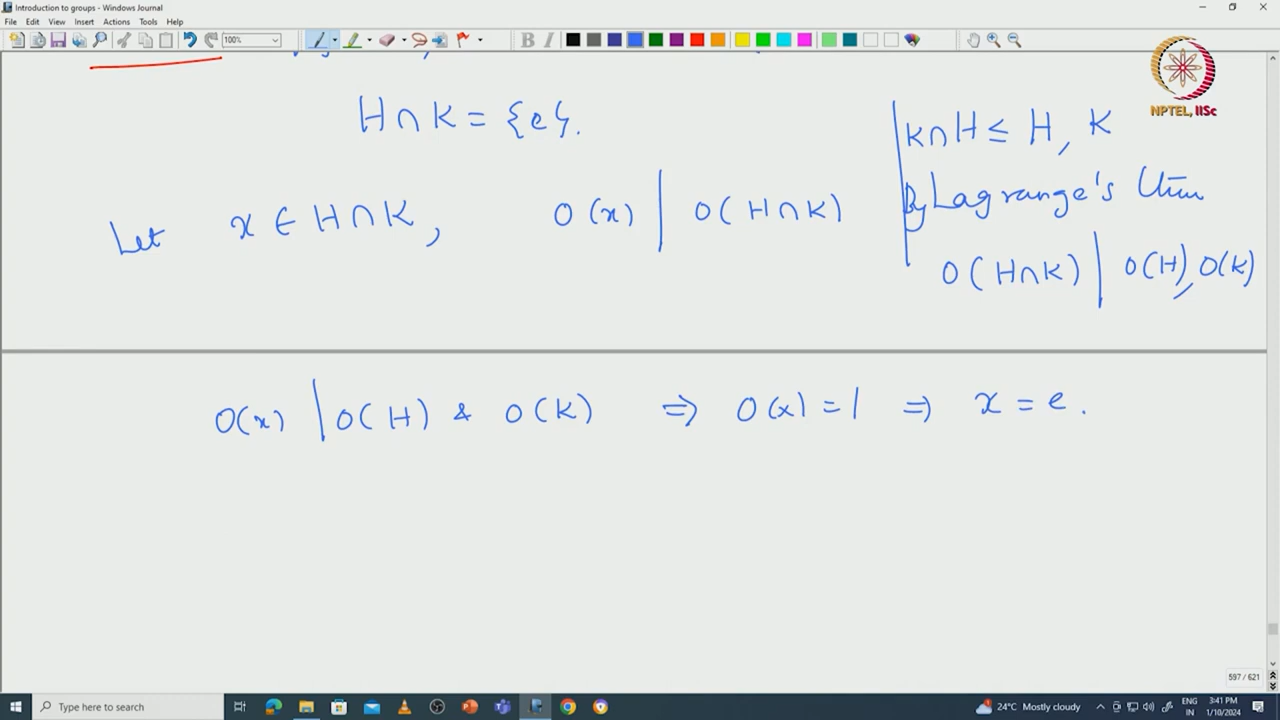 Introduction to groups - Windows Journal
File Edit View Insert Actions Tools Help
100%
B I
NPTEL, IISc
H∩K = {e}.
K∩H ≤ H, K
By Lagrange's thm
Let x ∈ H∩K, O(x) | O(H∩K)
O(H∩K) | O(H), O(K)
O(x) | O(H) & O(K) ⇒ O(x) = 1 ⇒ x = e.
597 / 621
Type here to search
24°C Mostly cloudy
ENG
IN
3:41 PM
1/10/2024